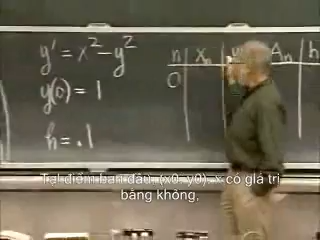 y' = x² - y²
y(0) = 1
h = .1
n xₙ Aₙ h
0
Tại điểm ban đầu, (x0, y0), x có giá trị
bằng không,